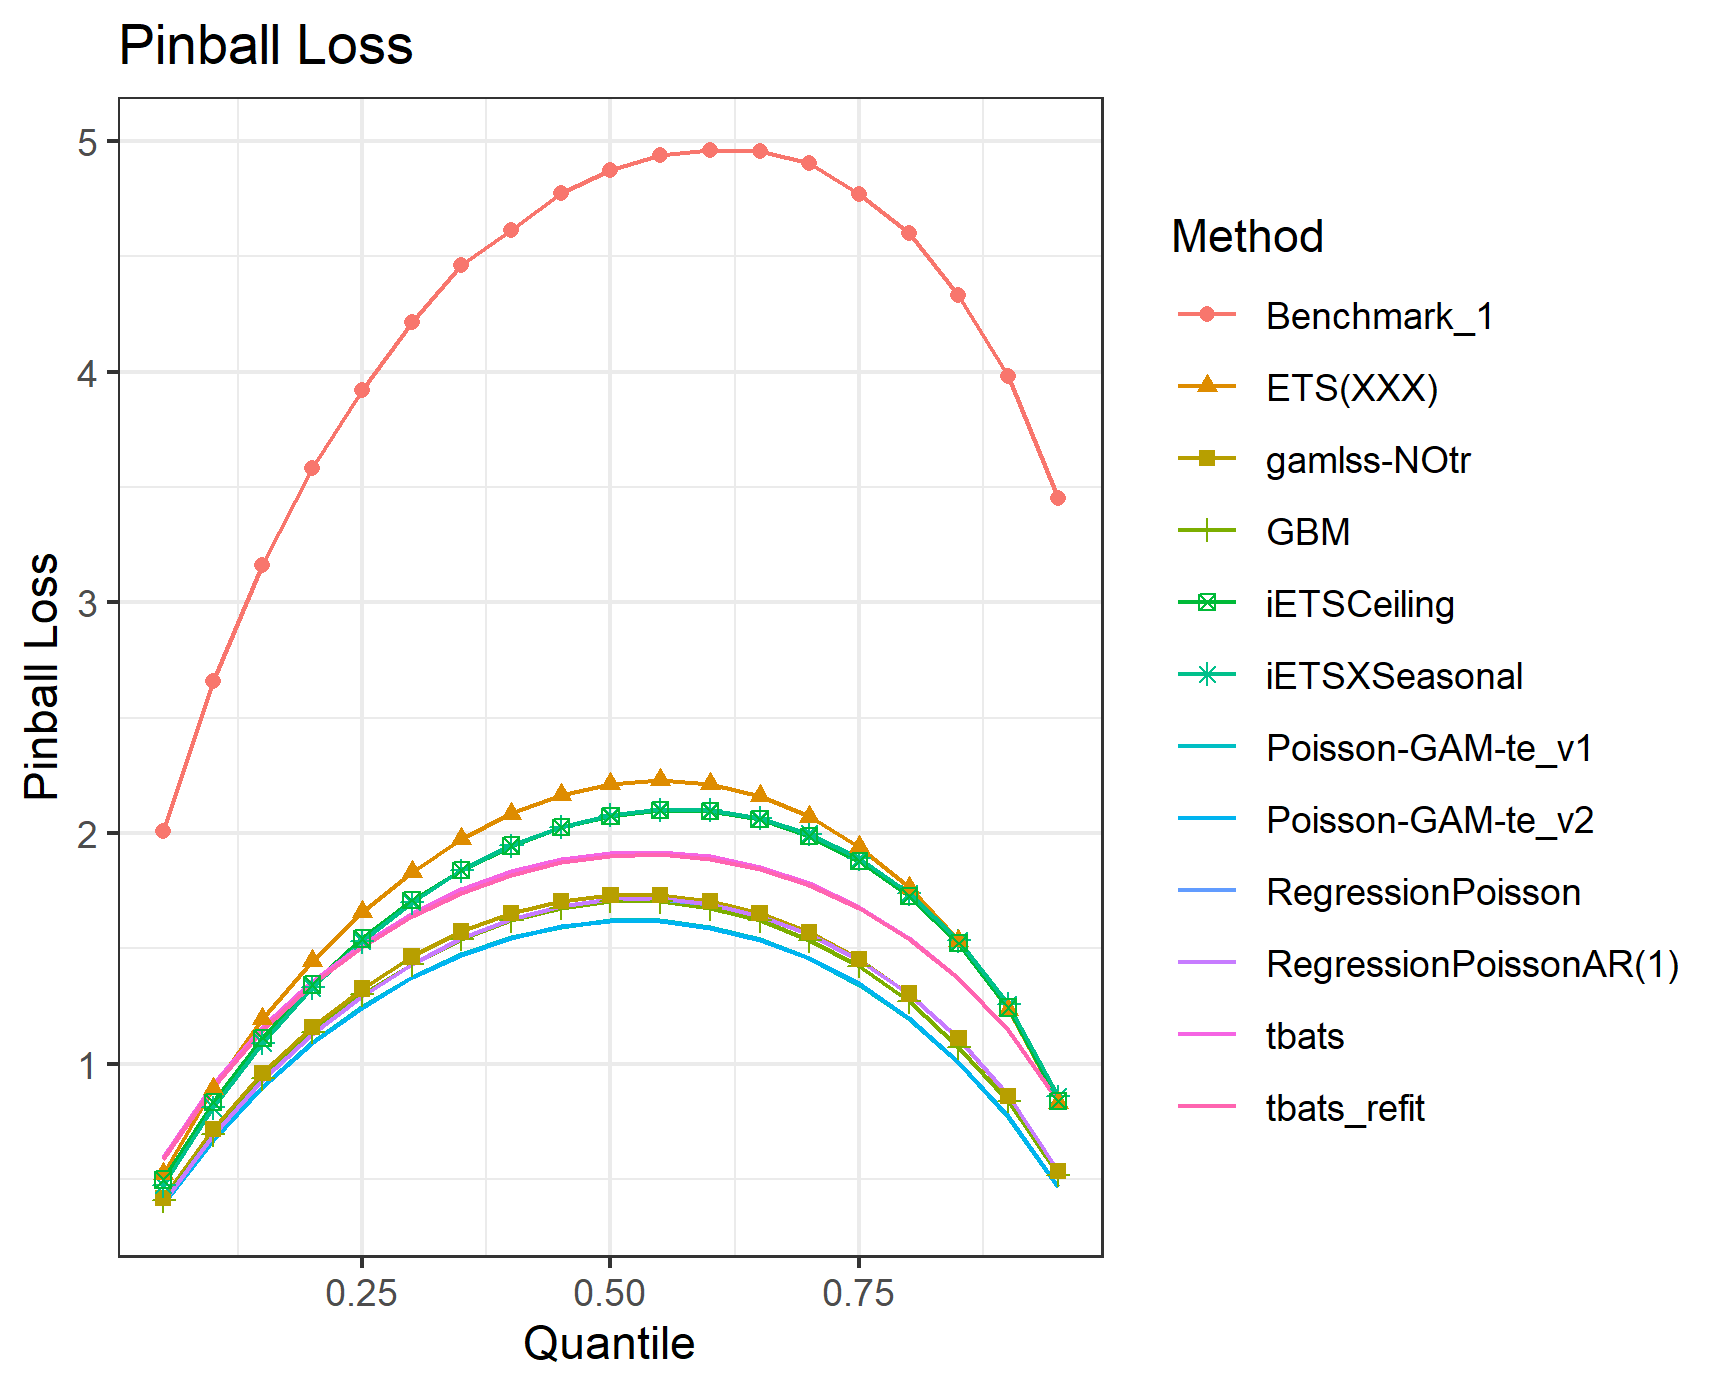 Pinball Loss
Pinball Loss
5
4
3
2
1
0.25
0.50
0.75
Quantile
Method
Benchmark_1
ETS(XXX)
gamlss-NOtr
GBM
iETSCeiling
iETSXSeasonal
Poisson-GAM-te_v1
Poisson-GAM-te_v2
RegressionPoisson
RegressionPoissonAR(1)
tbats
tbats_refit